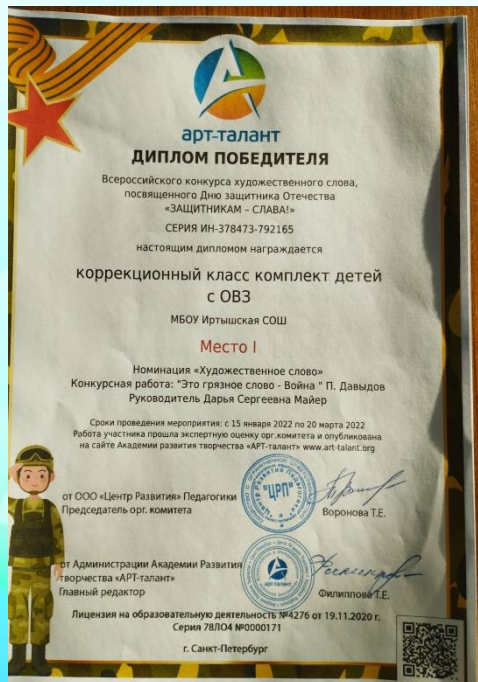 арт-талант
ДИПЛОМ ПОБЕДИТЕЛЯ
Всероссийского конкурса художественного слова,
посвященного Дню защитника Отечества
«ЗАЩИТНИКАМ – СЛАВА!»
СЕРИЯ ИН-378473-792165
настоящим дипломом награждается
коррекционный класс комплект детей
с ОВЗ
МБОУ Иртышская СОШ
Место I
Номинация «Художественное слово»
Конкурсная работа: "Это грязное слово - Война " П. Давыдов
Руководитель Дарья Сергеевна Майер
Сроки проведения мероприятия: с 15 января 2022 по 20 марта 2022
Работа участника прошла экспертную оценку орг.комитета и опубликована
на сайте Академии развития творчества «АРТ-талант» www.art-talant.org
"ЦРП"
от ООО «Центр Развития» Педагогики
Председатель орг. комитета
Воронова Т.Е.
от Администрации Академии Развития
творчества «АРТ-талант»
Главный редактор
АРТ-ТАЛАНТ
Филиппова Т.Е.
Лицензия на образовательную деятельность №4276 от 19.11.2020 г.
Серия 78ЛО4 №0000171
г. Санкт-Петербург